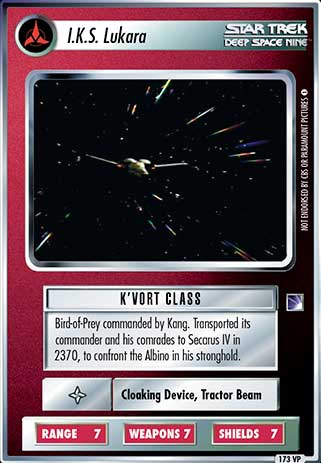 I.K.S. Lukara
STAR TREK
DEEP SPACE NINE™
NOT ENDORSED BY CBS OR PARAMOUNT PICTURES
K'VORT CLASS
Bird-of-Prey commanded by Kang. Transported its
commander and his comrades to Secarus IV in
2370, to confront the Albino in his stronghold.
Cloaking Device, Tractor Beam
RANGE 7
WEAPONS 7
SHIELDS 7
173 VP